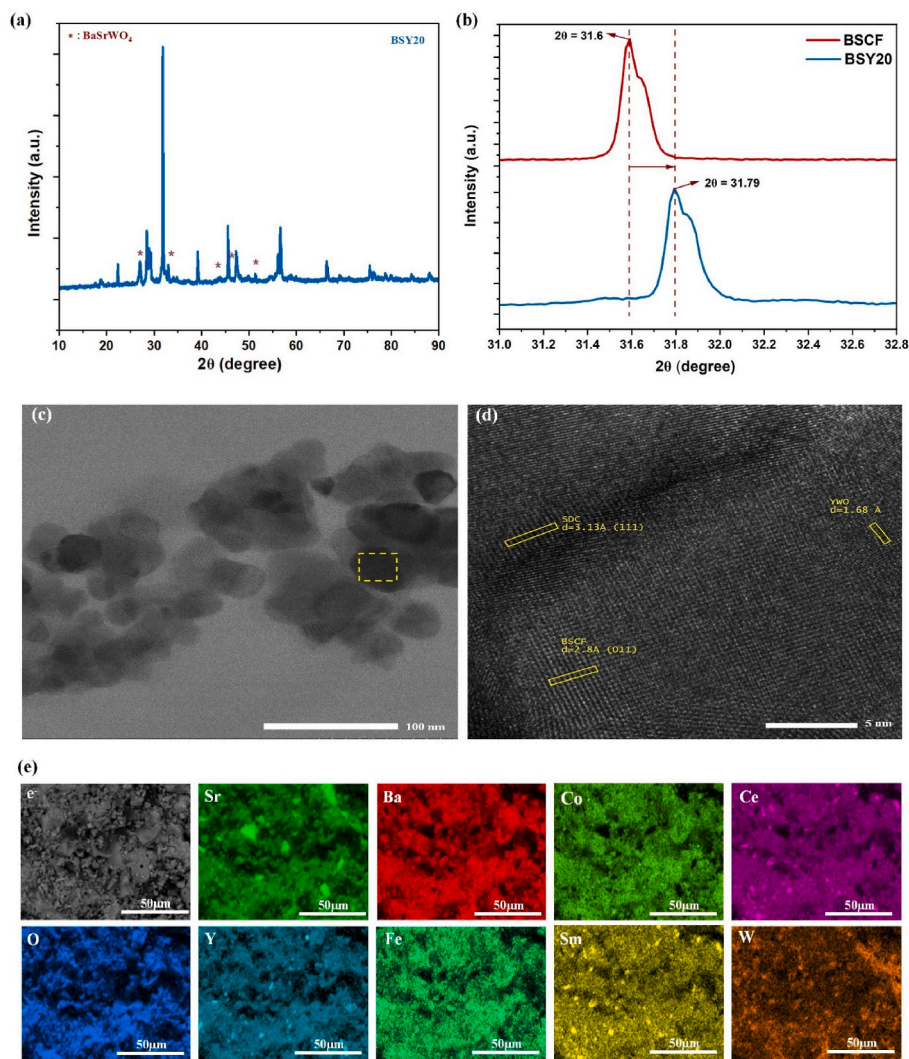 (a)
* : BaSrWO₄
BSY20
Intensity (a.u.)
10 20 30 40 50 60 70 80 90
2θ (degree)
(b)
2θ = 31.6
BSCF
BSY20
2θ = 31.79
Intensity (a.u.)
31.0 31.2 31.4 31.6 31.8 32.0 32.2 32.4 32.6 32.8
2θ (degree)
(c)
100 nm
(d)
SDC
d=3.13A (111)
YWO
d=1.68 A
BSCF
d=2.8A (011)
5 nm
(e)
e⁻ Sr Ba Co Ce
50µm 50µm 50µm 50µm 50µm
O Y Fe Sm W
50µm 50µm 50µm 50µm 50µm